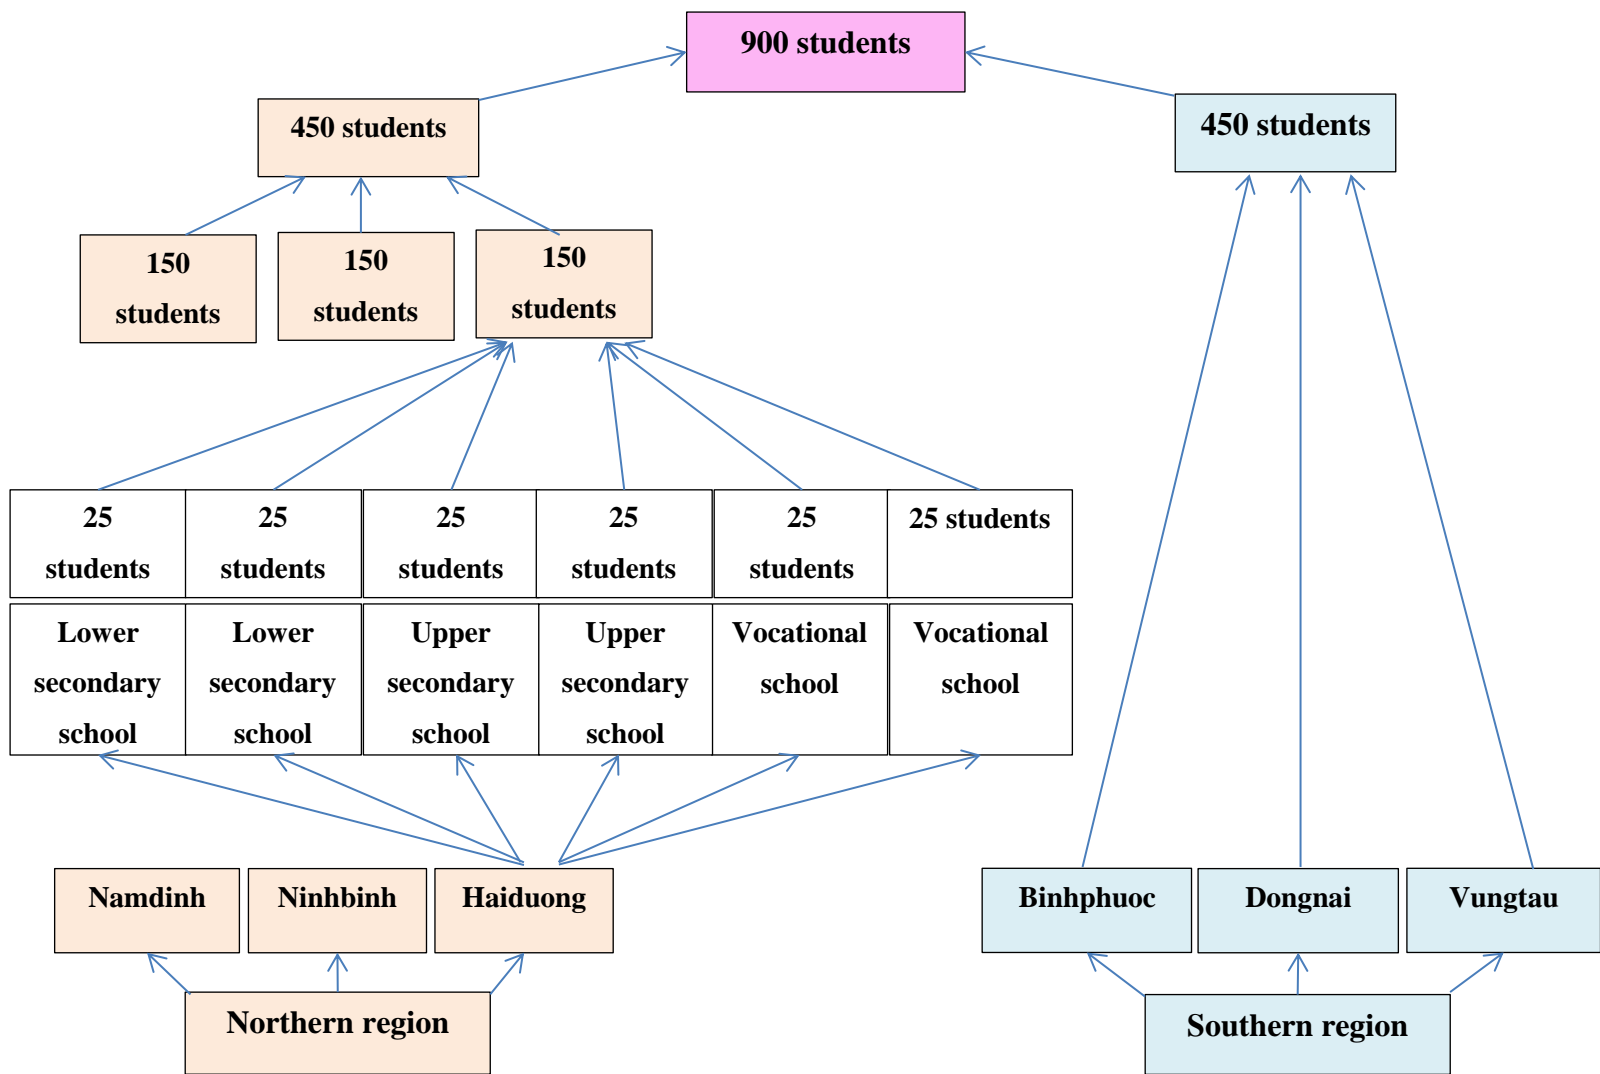 900 students
450 students
450 students
150
students
150
students
150
students
25
students
25
students
25
students
25
students
25
students
25 students
Lower
secondary
school
Lower
secondary
school
Upper
secondary
school
Upper
secondary
school
Vocational
school
Vocational
school
Namdinh
Ninhbinh
Haiduong
Binhphuoc
Dongnai
Vungtau
Northern region
Southern region